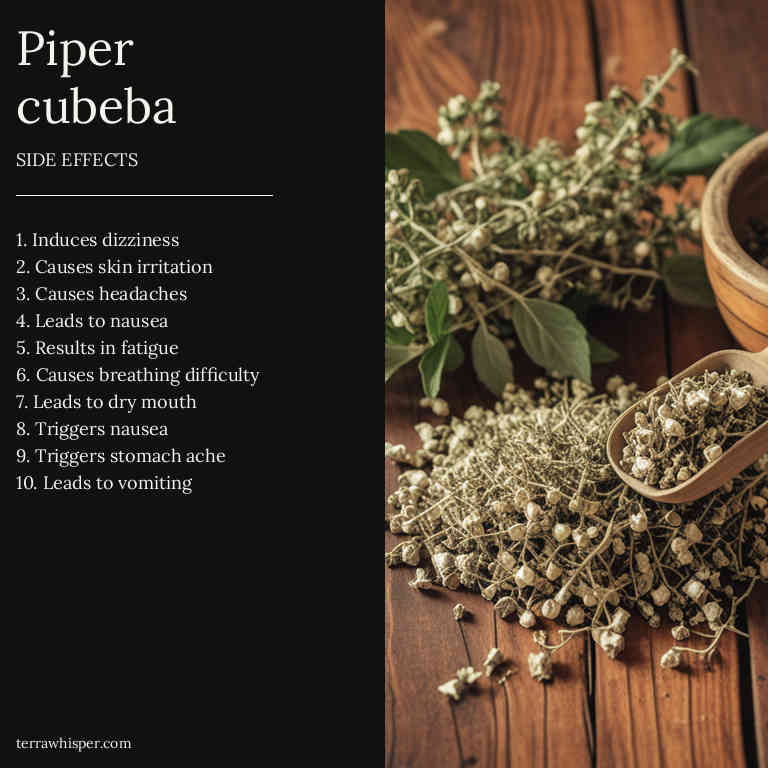 Piper
cubeba
SIDE EFFECTS
1. Induces dizziness
2. Causes skin irritation
3. Causes headaches
4. Leads to nausea
5. Results in fatigue
6. Causes breathing difficulty
7. Leads to dry mouth
8. Triggers nausea
9. Triggers stomach ache
10. Leads to vomiting
terrawhisper.com